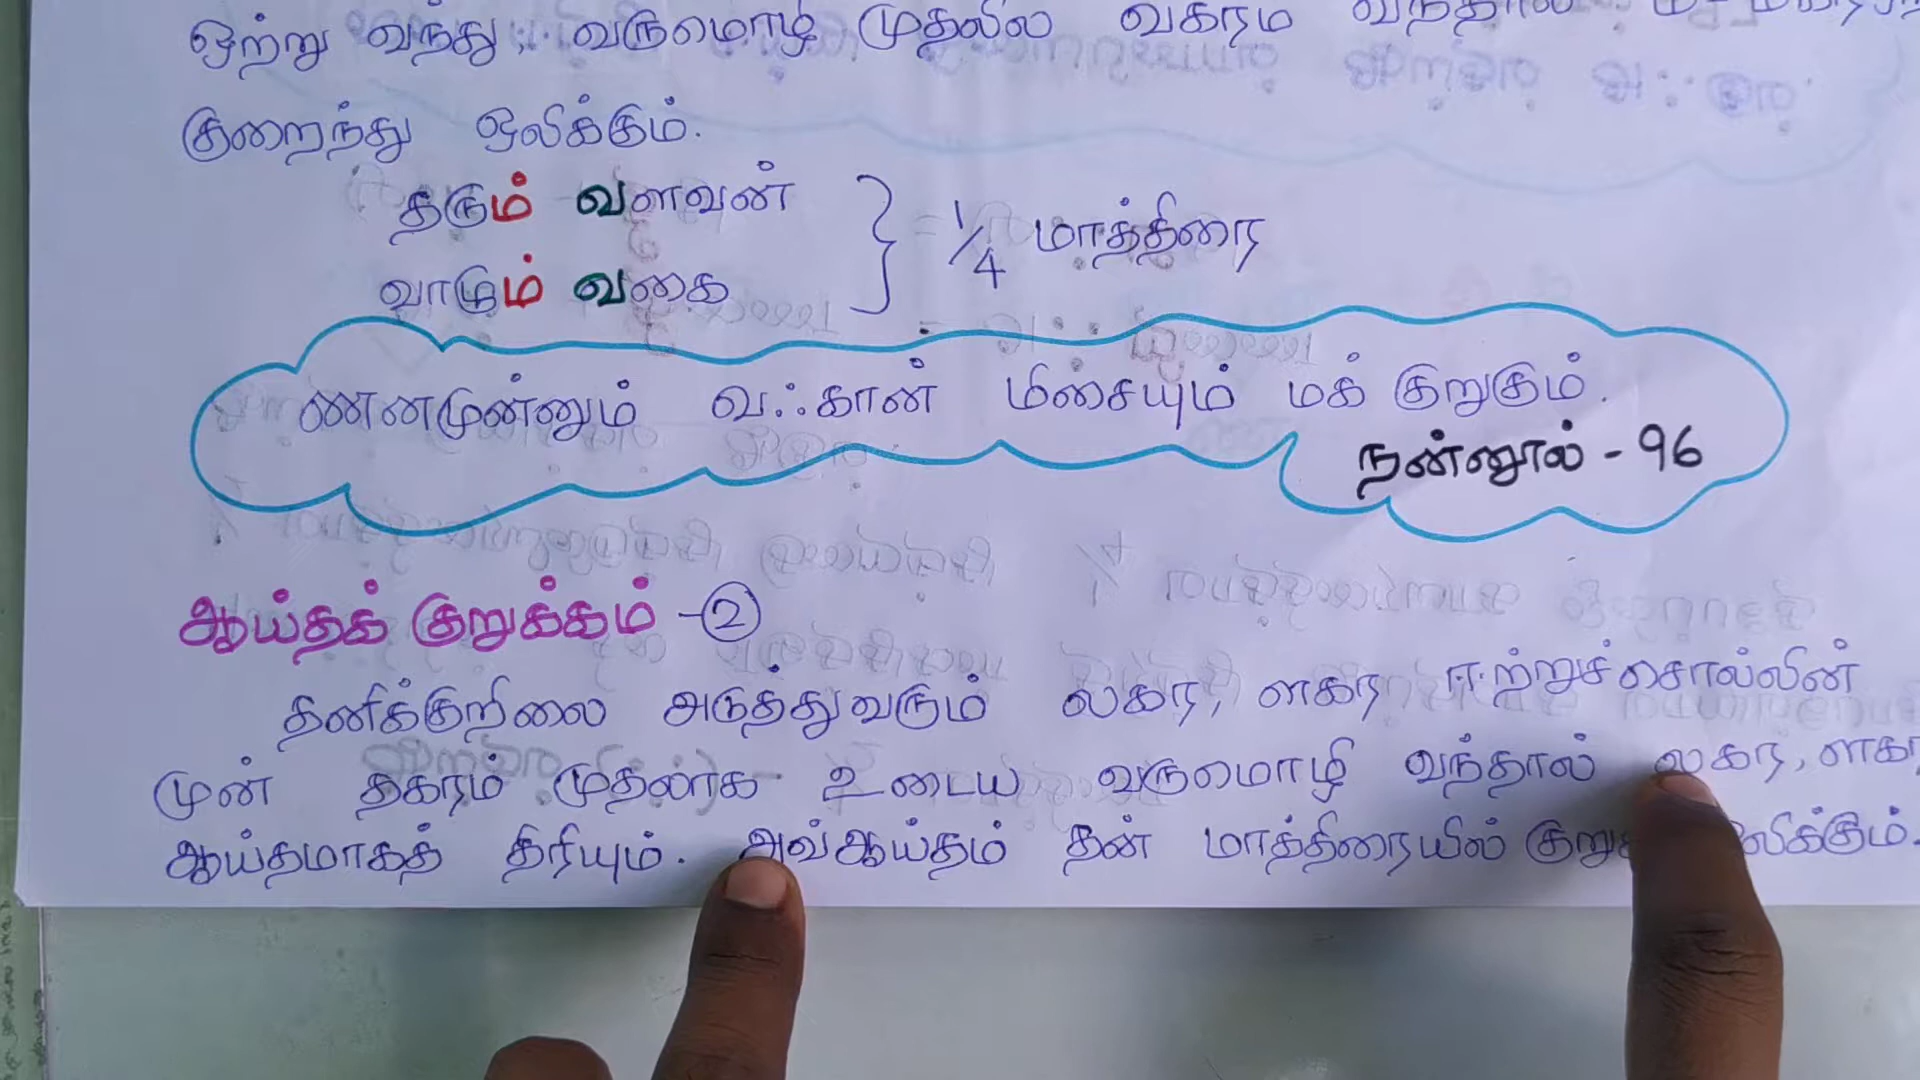 ஒற்று வந்து, வருமொழி முதலில் வகரம் வந்தால்
குறைந்து ஒலிக்கும்.
தரும் வளவன்
வாடும் வகை
1/4 மாத்திரை
ணனமுன்னும் வஃகான் மிசையும் மக் குறுகும்.
நன்னூல் - 96
ஆய்தக் குறுக்கம் - 2
தனிக்குறிலை அடுத்துவரும் லகர, ளகர ஈற்றுச்சொல்லின்
முன் தகரம் முதலாக உடைய வருமொழி வந்தால் லகர, ளகர
ஆய்தமாகத் திரியும். அவ்ஆய்தம் தன் மாத்திரையில்